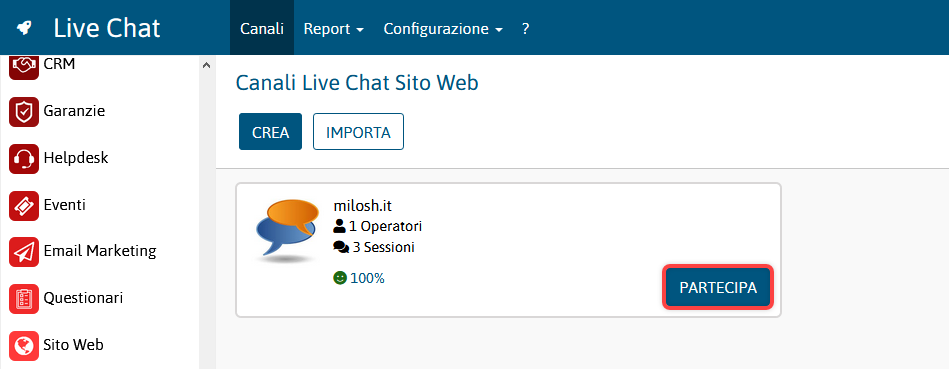 Live Chat
Canali Report Configurazione ?
CRM
Garanzie
Helpdesk
Eventi
Email Marketing
Questionari
Sito Web
Canali Live Chat Sito Web
CREA IMPORTA
milosh.it
1 Operatori
3 Sessioni
100%
PARTECIPA